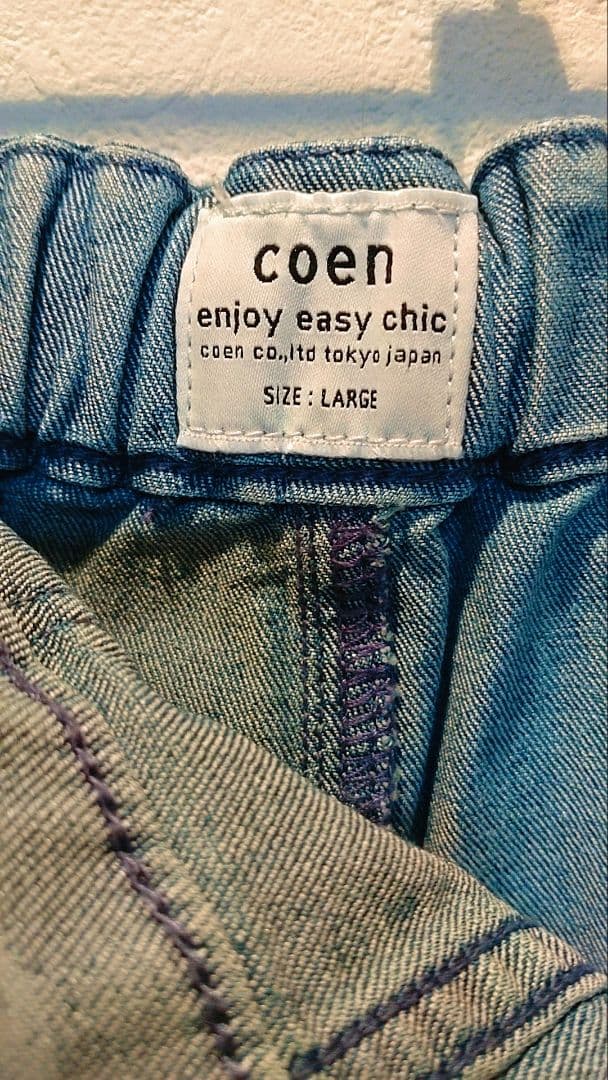 coen
enjoy easy chic
coen co.,ltd tokyo japan
SIZE : LARGE